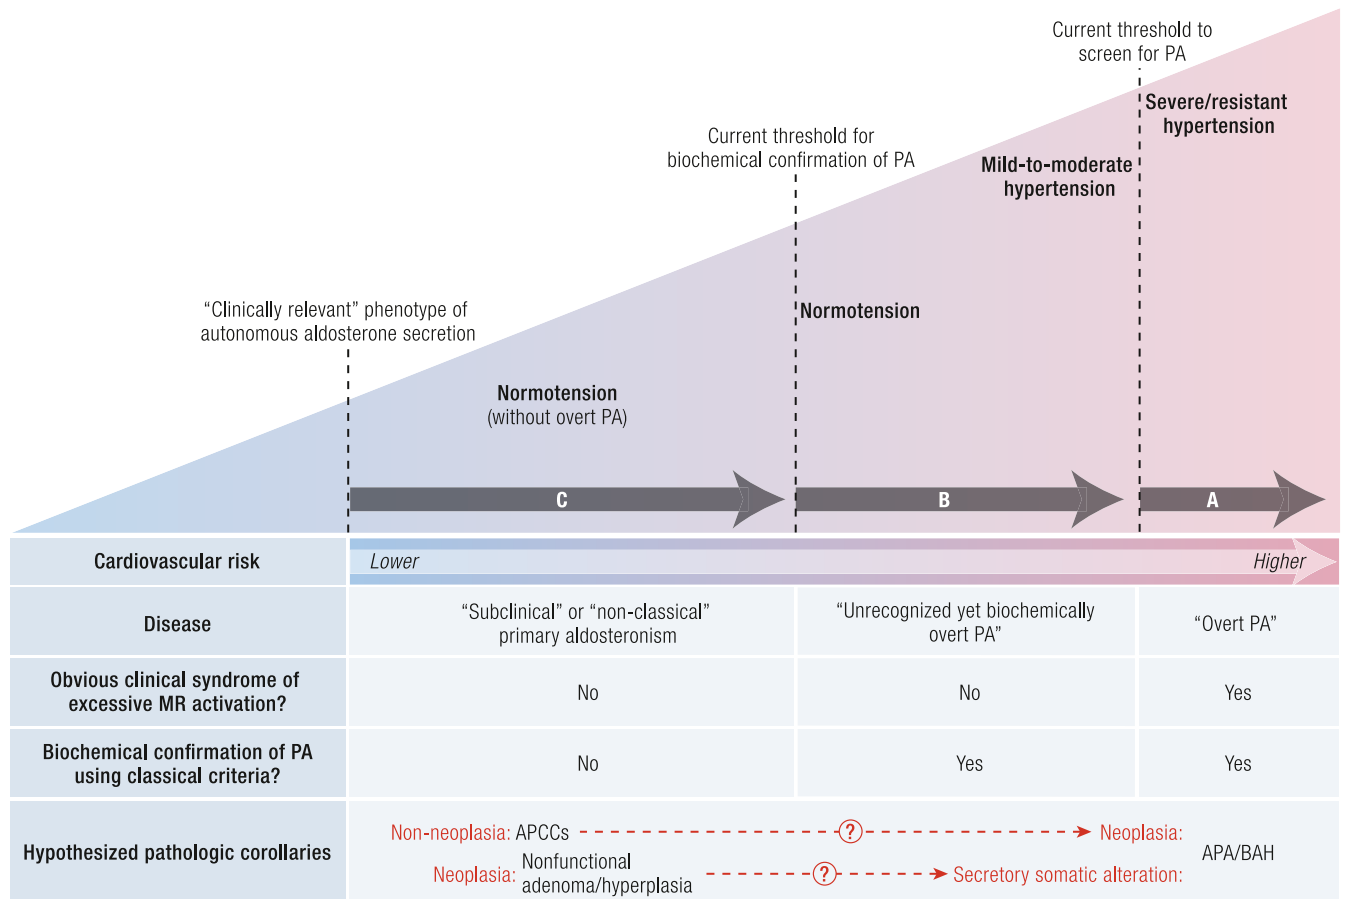 Current threshold to
screen for PA
Severe/resistant
hypertension
Current threshold for
biochemical confirmation of PA
Mild-to-moderate
hypertension
“Clinically relevant” phenotype of
autonomous aldosterone secretion
Normotension
Normotension
(without overt PA)
C
B
A
Cardiovascular risk
Lower
Higher
Disease
“Subclinical” or “non-classical”
primary aldosteronism
“Unrecognized yet biochemically
overt PA”
“Overt PA”
Obvious clinical syndrome of
excessive MR activation?
No
No
Yes
Biochemical confirmation of PA
using classical criteria?
No
Yes
Yes
Hypothesized pathologic corollaries
Non-neoplasia: APCCs
?
Neoplasia:
Neoplasia: Nonfunctional
adenoma/hyperplasia
?
Secretory somatic alteration:
APA/BAH